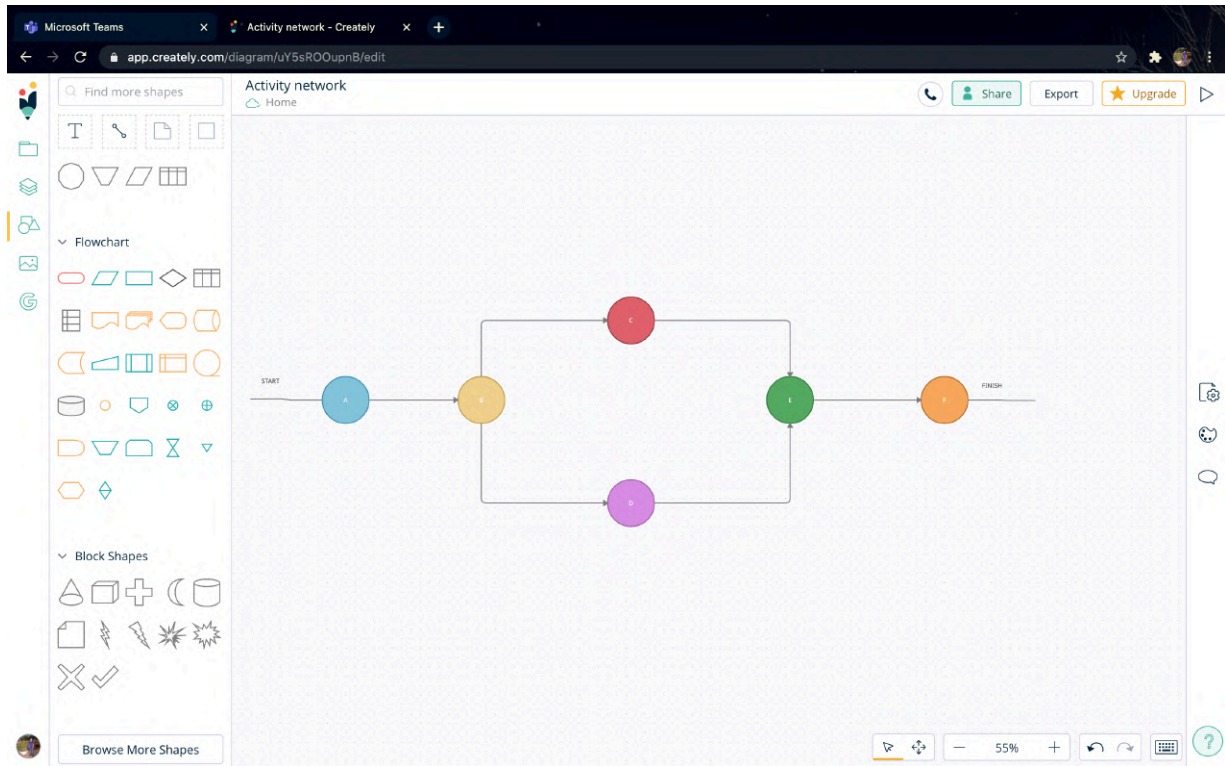 Microsoft Teams
Activity network - Creately
app.creately.com/diagram/uY5sROOupnB/edit
Find more shapes
Activity network
Home
Share
Export
Upgrade
T
Flowchart
C
START
FINISH
A
E
F
D
Block Shapes
Browse More Shapes
55%
?